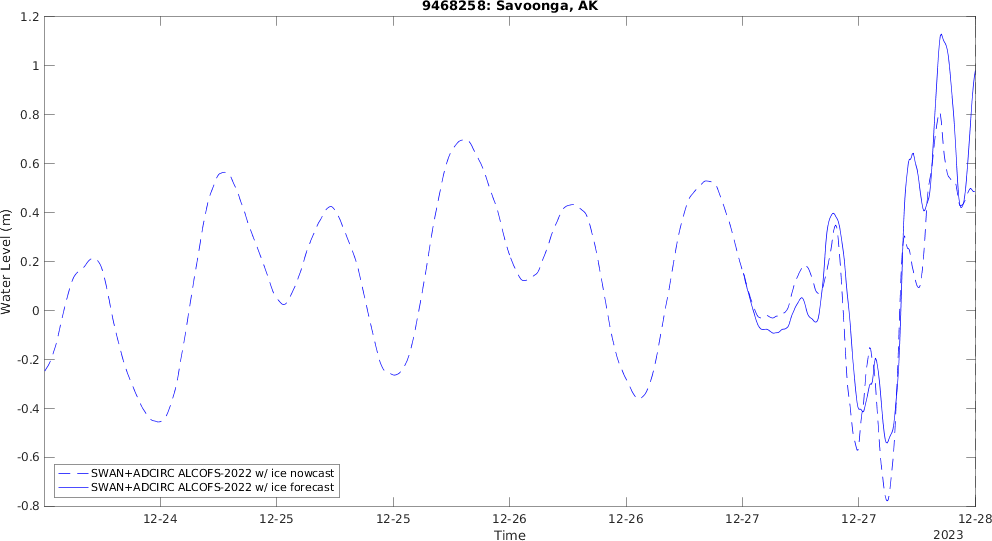 9468258: Savoonga, AK
Water Level (m)
1.2
1
0.8
0.6
0.4
0.2
0
-0.2
-0.4
-0.6
-0.8
SWAN+ADCIRC ALCOFS-2022 w/ ice nowcast
SWAN+ADCIRC ALCOFS-2022 w/ ice forecast
12-24 12-25 12-25 12-26 12-26 12-27 12-27 12-28
Time
2023